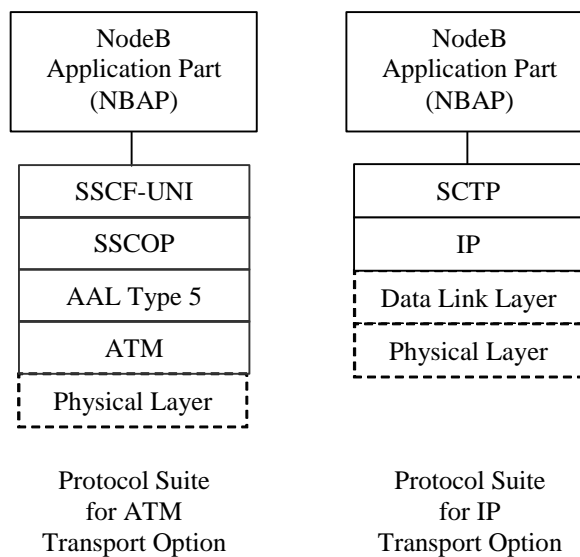 NodeB
Application Part
(NBAP)
SSCF-UNI
SSCOP
AAL Type 5
ATM
Physical Layer
Protocol Suite
for ATM
Transport Option
NodeB
Application Part
(NBAP)
SCTP
IP
Data Link Layer
Physical Layer
Protocol Suite
for IP
Transport Option